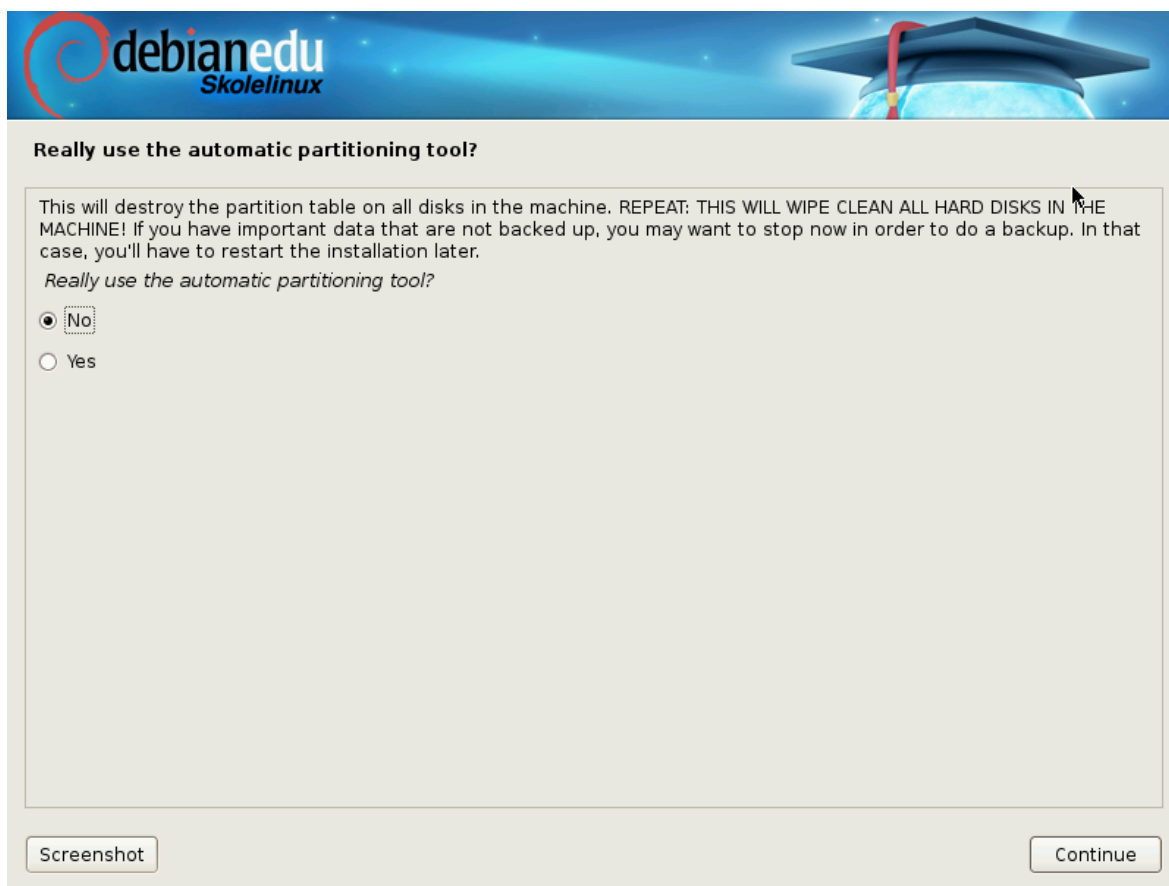 debianedu
Skolelinux
Really use the automatic partitioning tool?
This will destroy the partition table on all disks in the machine. REPEAT: THIS WILL WIPE CLEAN ALL HARD DISKS IN THE
MACHINE! If you have important data that are not backed up, you may want to stop now in order to do a backup. In that
case, you'll have to restart the installation later.
Really use the automatic partitioning tool?
No
Yes
Screenshot
Continue